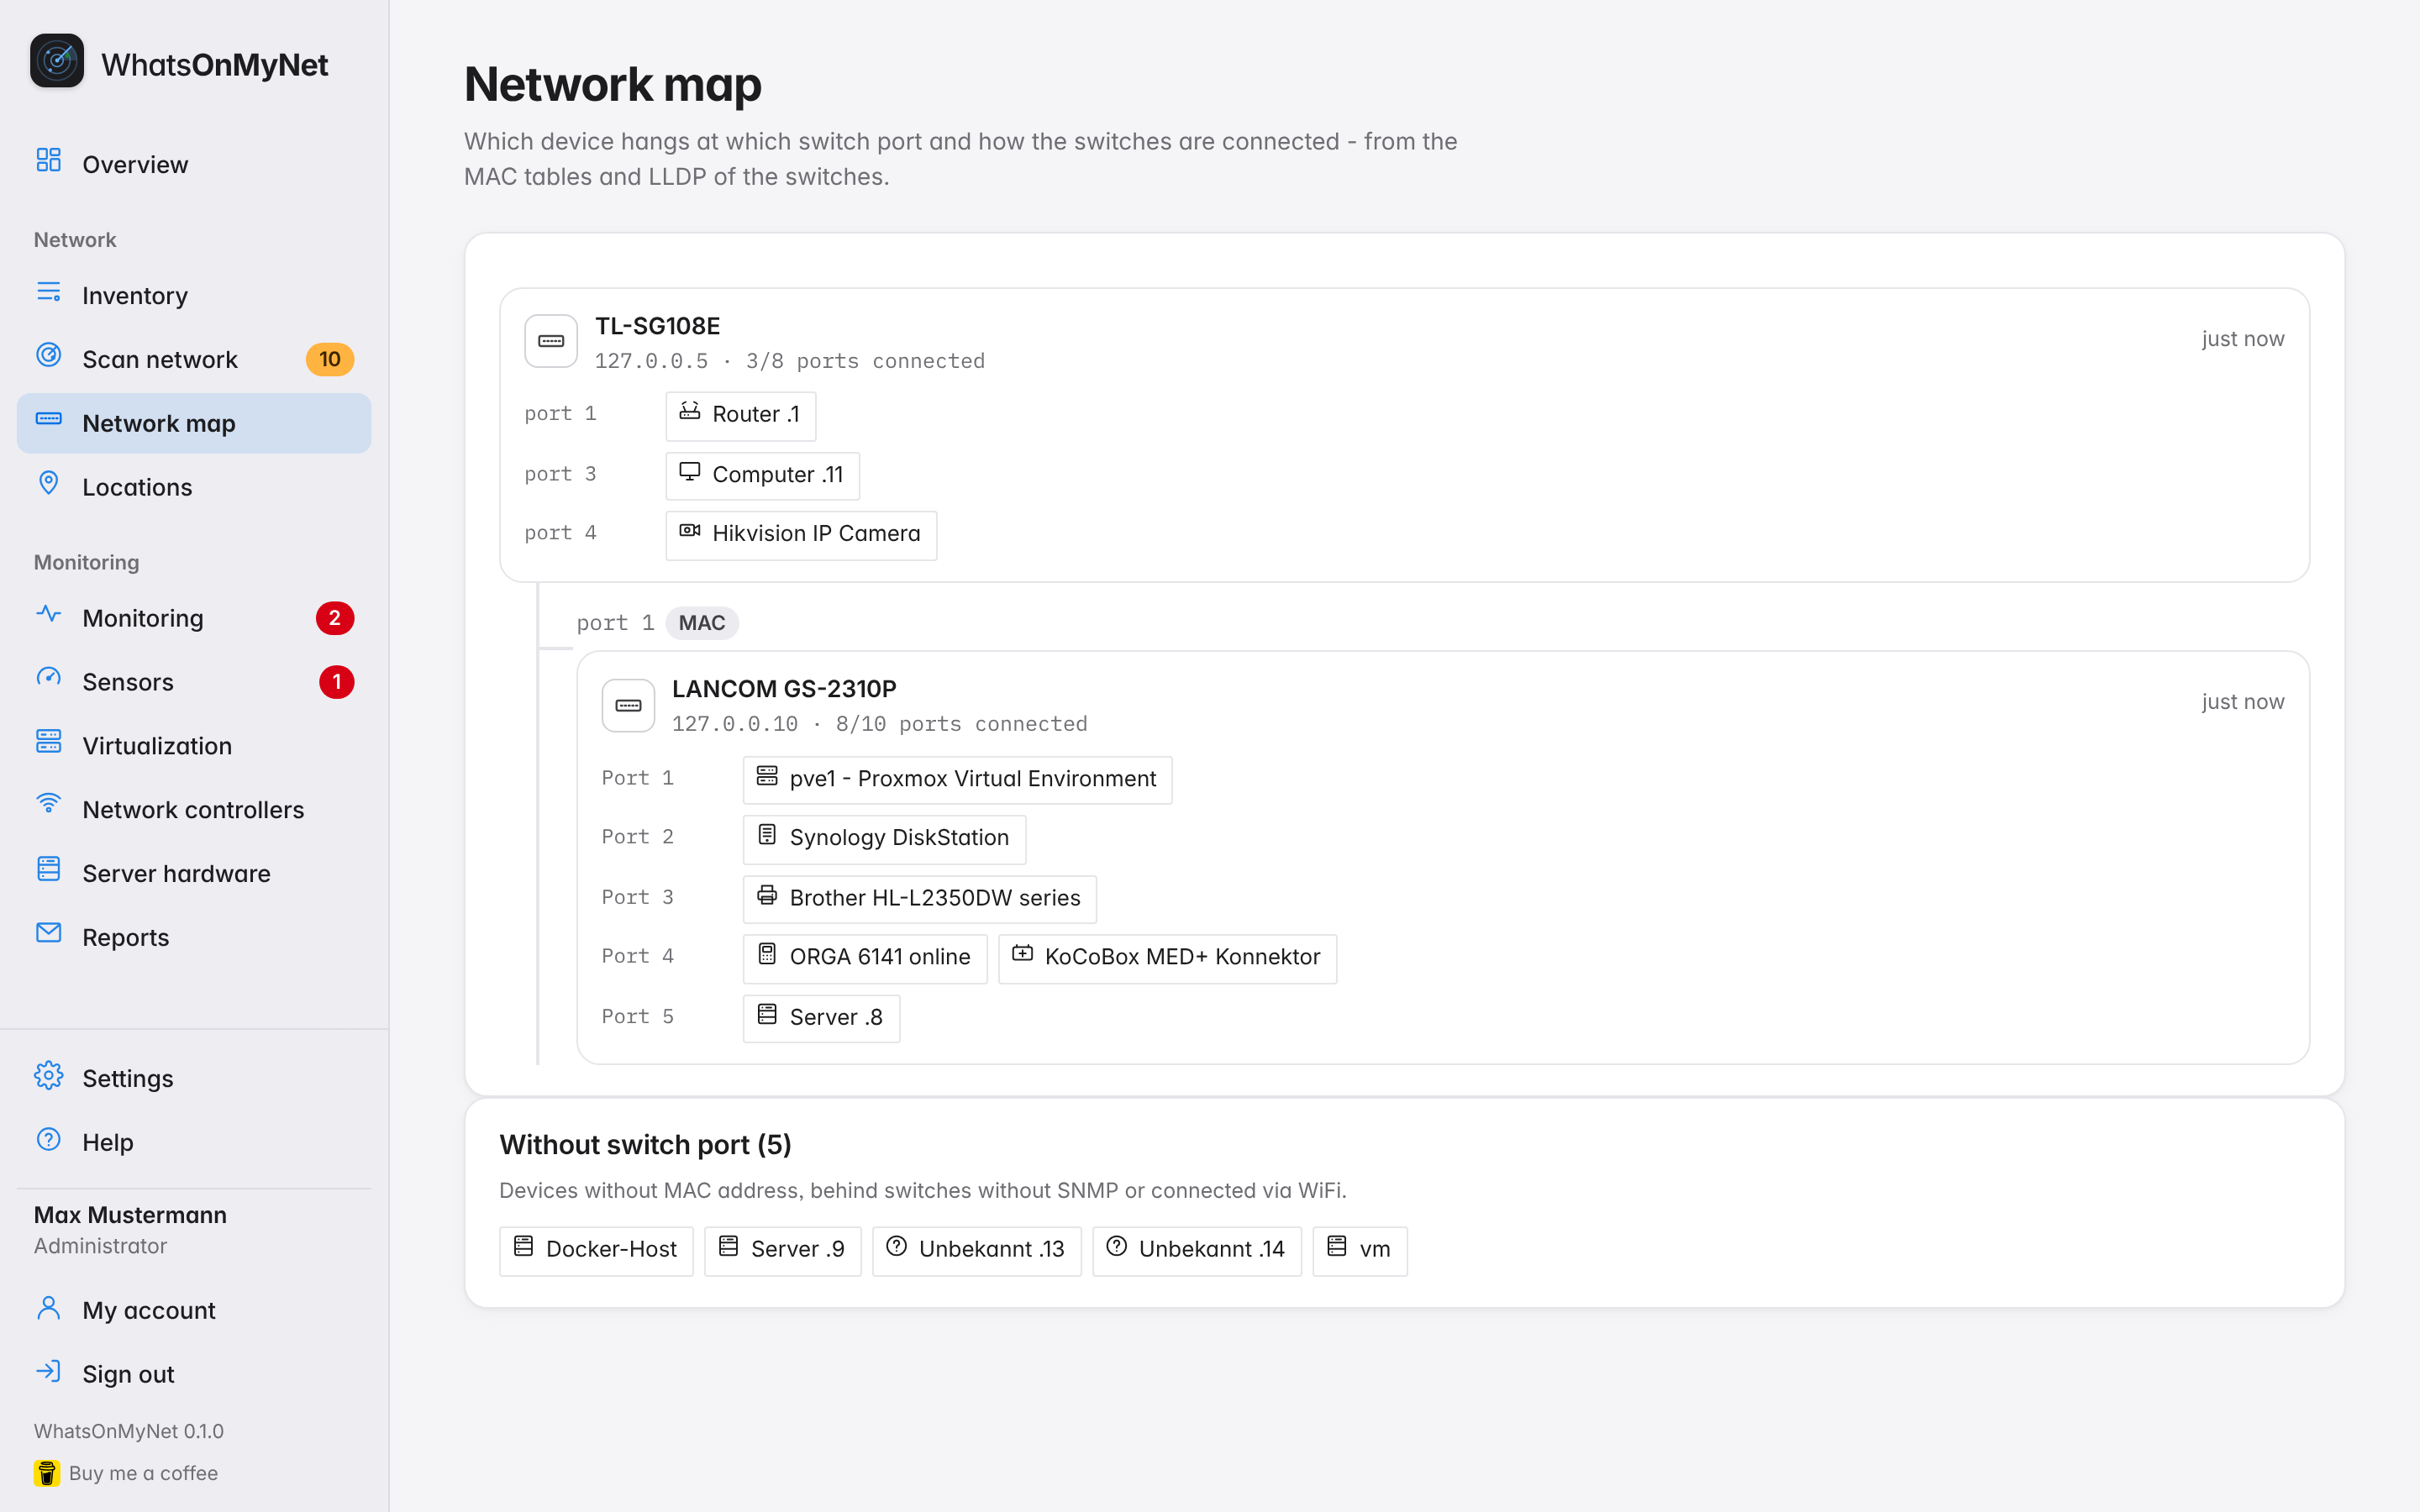 WhatsOnMyNet
Overview
Network
Inventory
Scan network 10
Network map
Locations
Monitoring
Monitoring 2
Sensors 1
Virtualization
Network controllers
Server hardware
Reports
Settings
Help
Max Mustermann
Administrator
My account
Sign out
WhatsOnMyNet 0.1.0
Buy me a coffee
Network map
Which device hangs at which switch port and how the switches are connected - from the
MAC tables and LLDP of the switches.
TL-SG108E
just now
127.0.0.5 · 3/8 ports connected
port 1 Router .1
port 3 Computer .11
port 4 Hikvision IP Camera
port 1 MAC
LANCOM GS-2310P
just now
127.0.0.10 · 8/10 ports connected
Port 1 pve1 - Proxmox Virtual Environment
Port 2 Synology DiskStation
Port 3 Brother HL-L2350DW series
Port 4 ORGA 6141 online KoCoBox MED+ Konnektor
Port 5 Server .8
Without switch port (5)
Devices without MAC address, behind switches without SNMP or connected via WiFi.
Docker-Host Server .9 Unbekannt .13 Unbekannt .14 vm